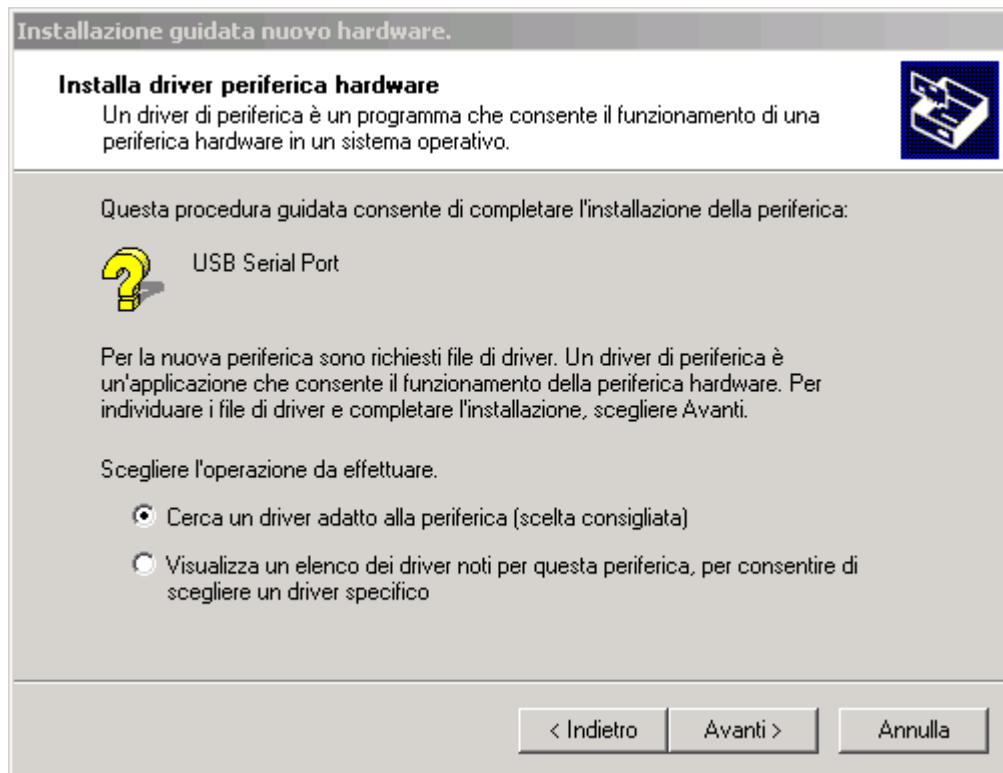 Installazione guidata nuovo hardware.
Installa driver periferica hardware
Un driver di periferica è un programma che consente il funzionamento di una
periferica hardware in un sistema operativo.
Questa procedura guidata consente di completare l'installazione della periferica:
USB Serial Port
Per la nuova periferica sono richiesti file di driver. Un driver di periferica è
un'applicazione che consente il funzionamento della periferica hardware. Per
individuare i file di driver e completare l'installazione, scegliere Avanti.
Scegliere l'operazione da effettuare.
Cerca un driver adatto alla periferica (scelta consigliata)
Visualizza un elenco dei driver noti per questa periferica, per consentire di
scegliere un driver specifico
< Indietro
Avanti >
Annulla